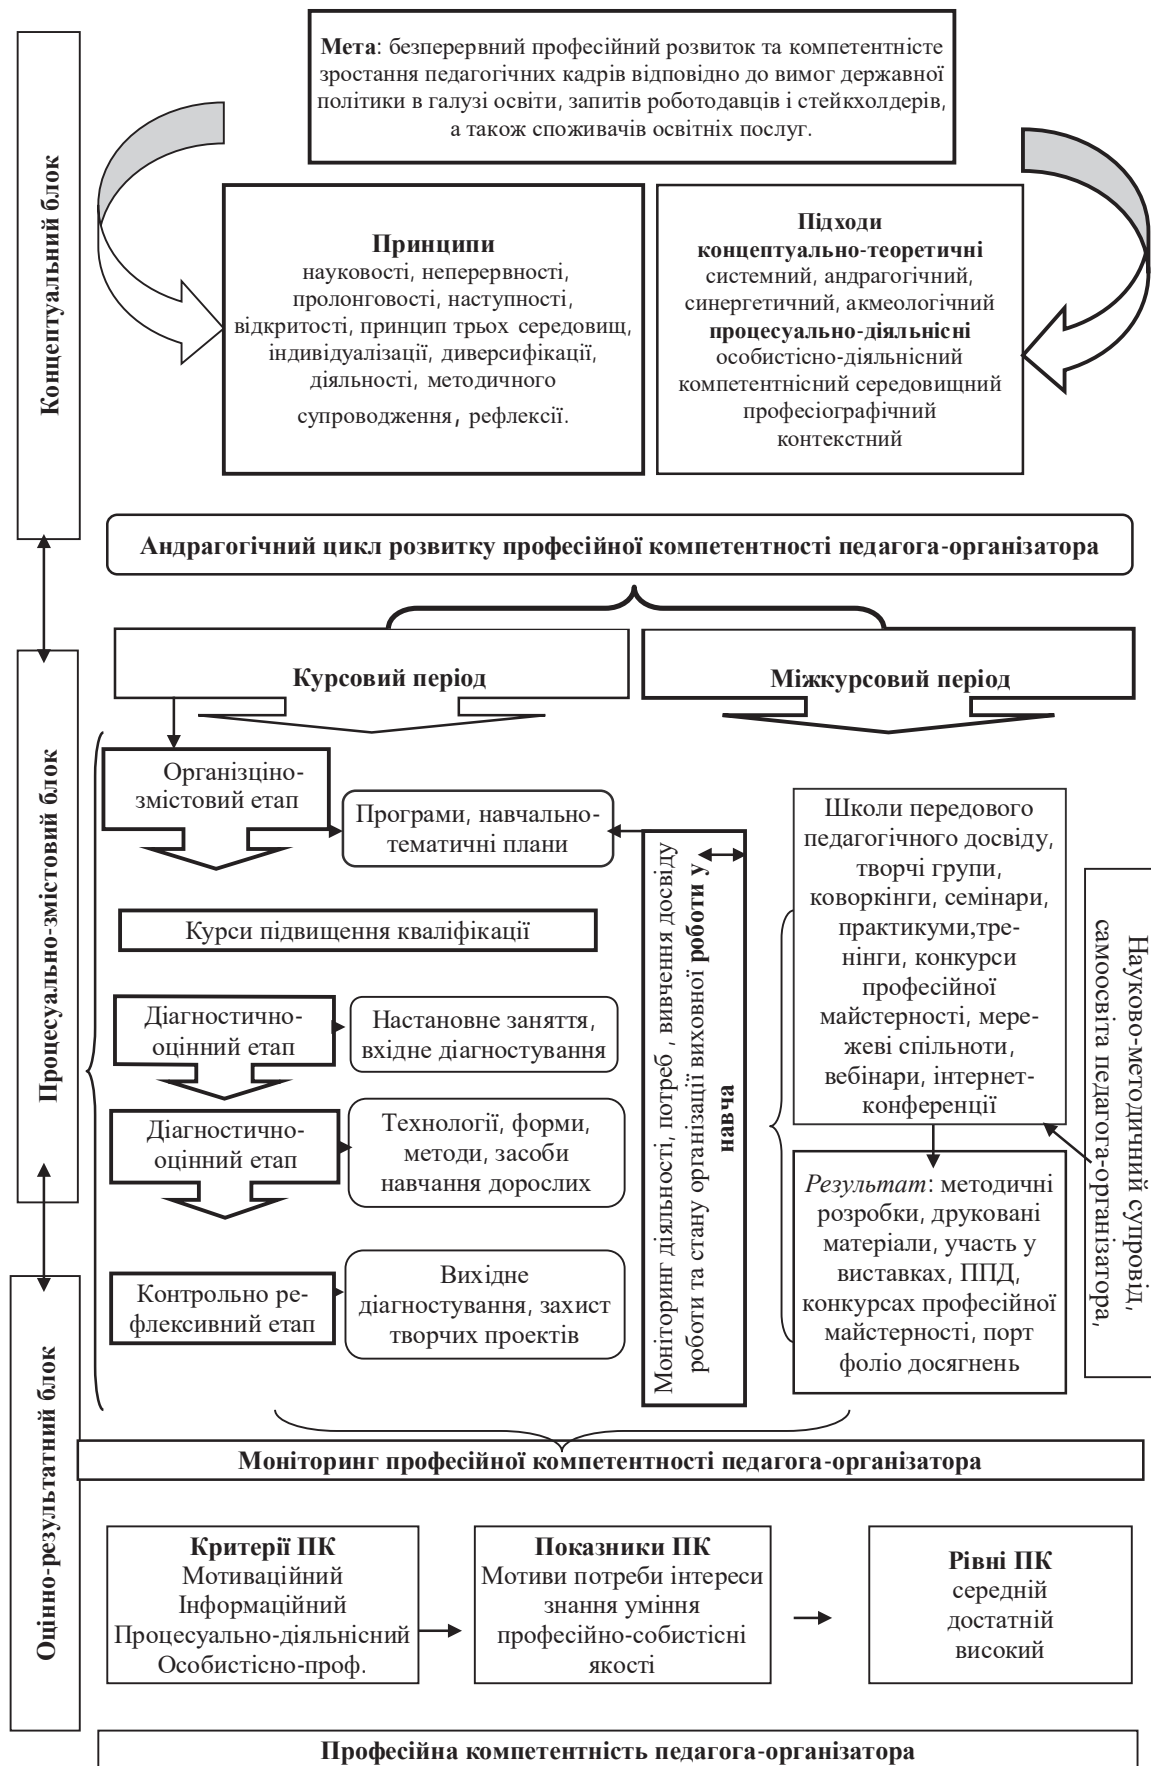 Концептуальний блок
Мета: безперервний професійний розвиток та компетентністе
зростання педагогічних кадрів відповідно до вимог державної
політики в галузі освіти, запитів роботодавців і стейкхолдерів,
а також споживачів освітніх послуг.
Принципи
науковості, неперервності,
пролонговості, наступності,
відкритості, принцип трьох середовищ,
індивідуалізації, диверсифікації,
діяльності, методичного
супроводження, рефлексії.
Підходи
концептуально-теоретичні
системний, андрагогічний,
синергетичний, акмеологічний
процесуально-діяльнісні
особистісно-діяльнісний
компетентнісний середовищний
професіографічний
контекстний
Андрагогічний цикл розвитку професійної компетентності педагога-організатора
Процесуально-змістовий блок
Курсовий період
Міжкурсовий період
Організціно-
змістовий етап
Програми, навчально-
тематичні плани
Курси підвищення кваліфікації
Діагностично-
оцінний етап
Настановне заняття,
вхідне діагностування
Діагностично-
оцінний етап
Технології, форми,
методи, засоби
навчання дорослих
Контрольно ре-
флексивний етап
Вихідне
діагностування, захист
творчих проектів
Моніторинг діяльності, потреб , вивчення досвіду
роботи та стану організації виховної роботи у
навча
Школи передового
педагогічного досвіду,
творчі групи,
коворкінги, семінари,
практикуми,тре-
нінги, конкурси
професійної
майстерності, мере-
жеві спільноти,
вебінари, інтернет-
конференції
Результат: методичні
розробки, друковані
матеріали, участь у
виставках, ППД,
конкурсах професійної
майстерності, порт
фоліо досягнень
Науково-методичний супровід,
самоосвіта педагога-організатора,
Оцінно-результатний блок
Моніторинг професійної компетентності педагога-організатора
Критерії ПК
Мотиваційний
Інформаційний
Процесуально-діяльнісний
Особистісно-проф.
Показники ПК
Мотиви потреби інтереси
знання уміння
професійно-собистісні
якості
Рівні ПК
середній
достатній
високий
Професійна компетентність педагога-організатора